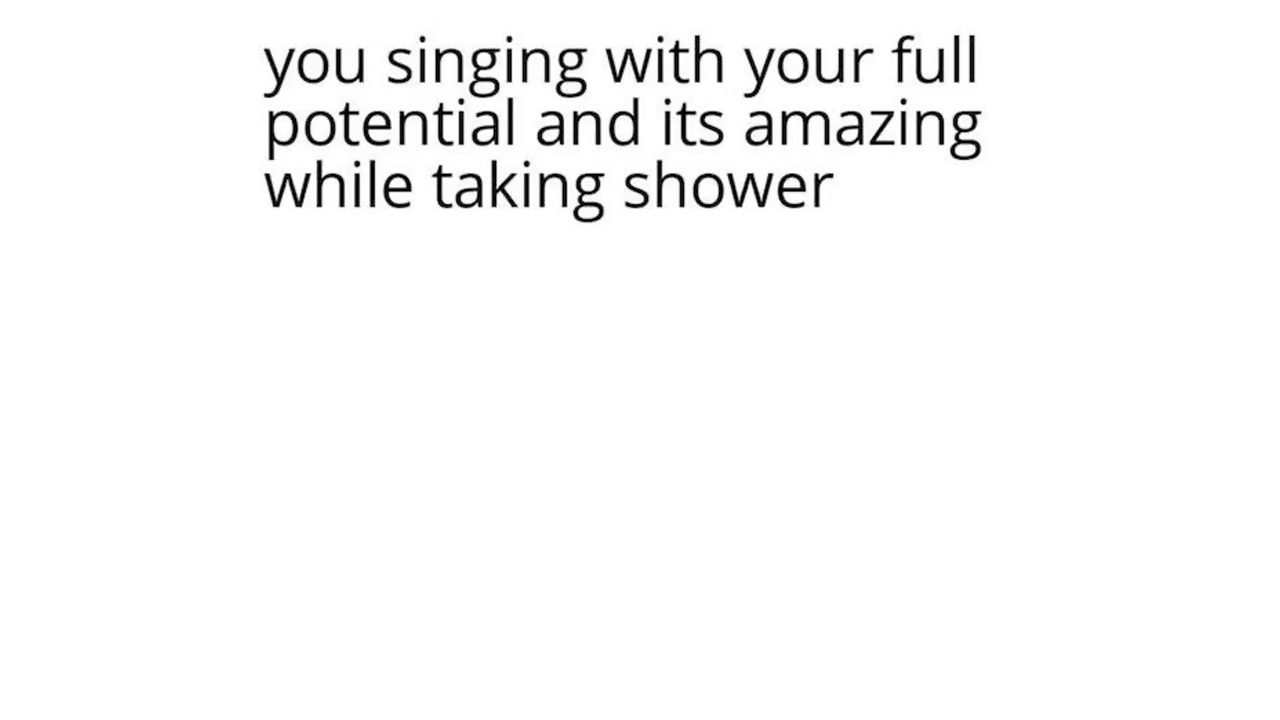 you singing with your full
potential and its amazing
while taking shower